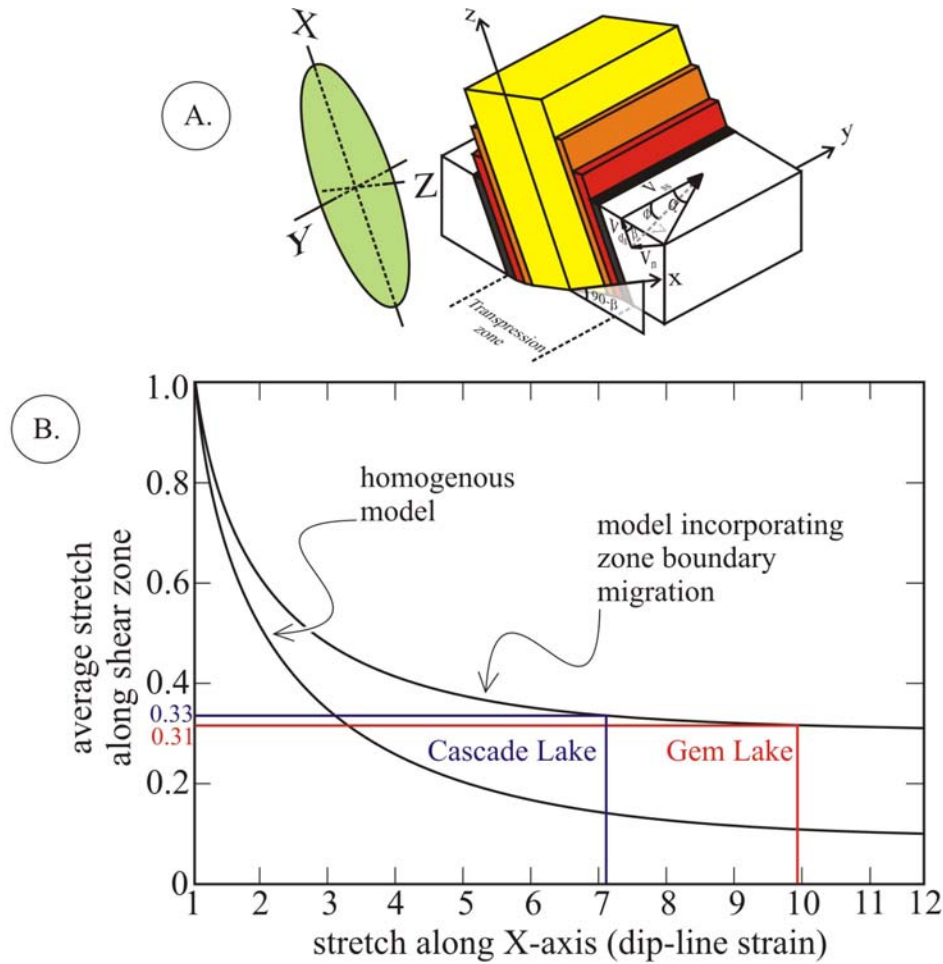 A.
X
Y
Z
z
y
x
α
ϕ
V
n
90-β
Transpression
zone
B.
average stretch
along shear zone
1.0
0.8
0.6
0.4
0.33
0.31
0.2
0
homogenous
model
model incorporating
zone boundary
migration
Cascade Lake
Gem Lake
1 2 3 4 5 6 7 8 9 10 11 12
stretch along X-axis (dip-line strain)